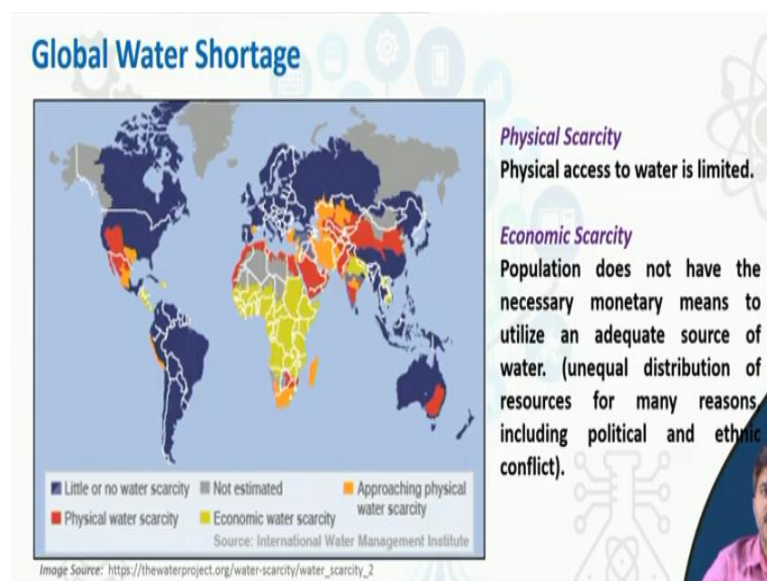 Global Water Shortage
Physical Scarcity
Physical access to water is limited.
Economic Scarcity
Population does not have the
necessary monetary means to
utilize an adequate source of
water. (unequal distribution of
resources for many reasons,
including political and ethnic
conflict).
Little or no water scarcity
Not estimated
Approaching physical
water scarcity
Physical water scarcity
Economic water scarcity
Source: International Water Management Institute
Image Source: https://thewaterproject.org/water-scarcity/water_scarcity_2